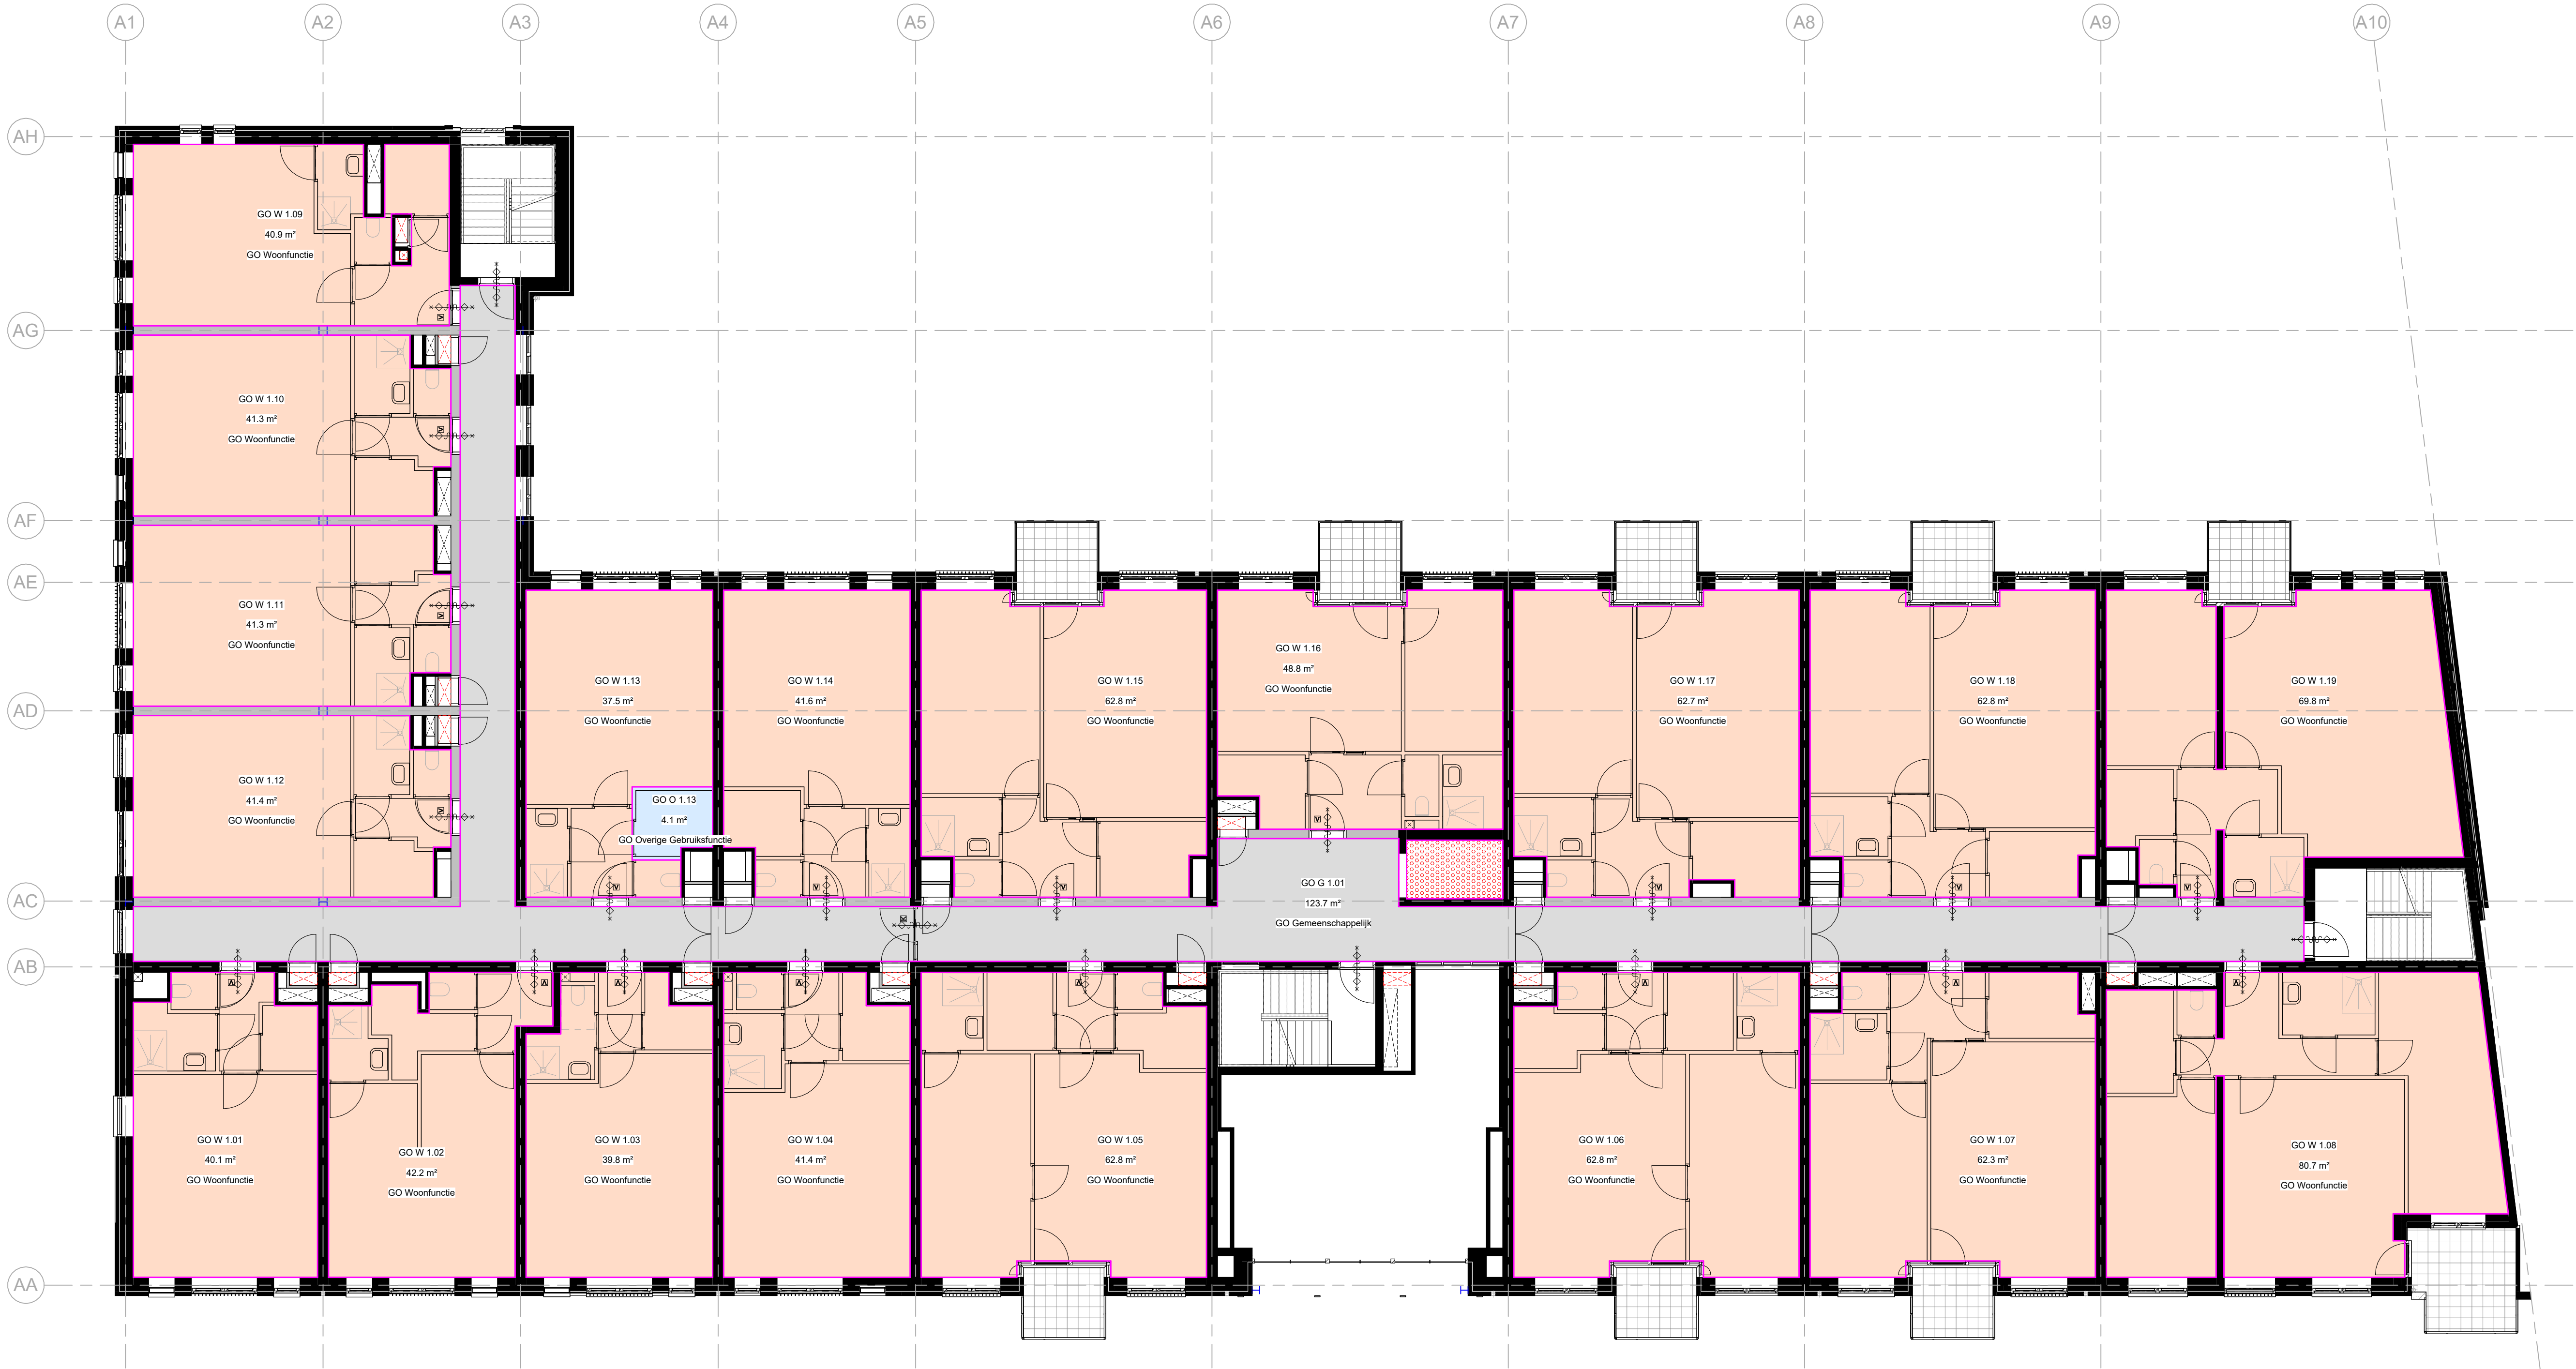 A1
A2
A3
A4
A5
A6
A7
A8
A9
A10
AH
AG
AF
AE
AD
AC
AB
AA
GO W 1.09
40.9 m²
GO Woonfunctie
GO W 1.10
41.3 m²
GO Woonfunctie
GO W 1.11
41.3 m²
GO Woonfunctie
GO W 1.12
41.4 m²
GO Woonfunctie
GO W 1.13
37.5 m²
GO Woonfunctie
GO O 1.13
4.1 m²
GO Overige Gebruiksfunctie
GO W 1.14
41.6 m²
GO Woonfunctie
GO W 1.15
62.8 m²
GO Woonfunctie
GO W 1.16
48.8 m²
GO Woonfunctie
GO W 1.17
62.7 m²
GO Woonfunctie
GO W 1.18
62.8 m²
GO Woonfunctie
GO W 1.19
69.8 m²
GO Woonfunctie
GO G 1.01
123.7 m²
GO Gemeenschappelijk
GO W 1.01
40.1 m²
GO Woonfunctie
GO W 1.02
42.2 m²
GO Woonfunctie
GO W 1.03
39.8 m²
GO Woonfunctie
GO W 1.04
41.4 m²
GO Woonfunctie
GO W 1.05
62.8 m²
GO Woonfunctie
GO W 1.06
62.8 m²
GO Woonfunctie
GO W 1.07
62.3 m²
GO Woonfunctie
GO W 1.08
80.7 m²
GO Woonfunctie